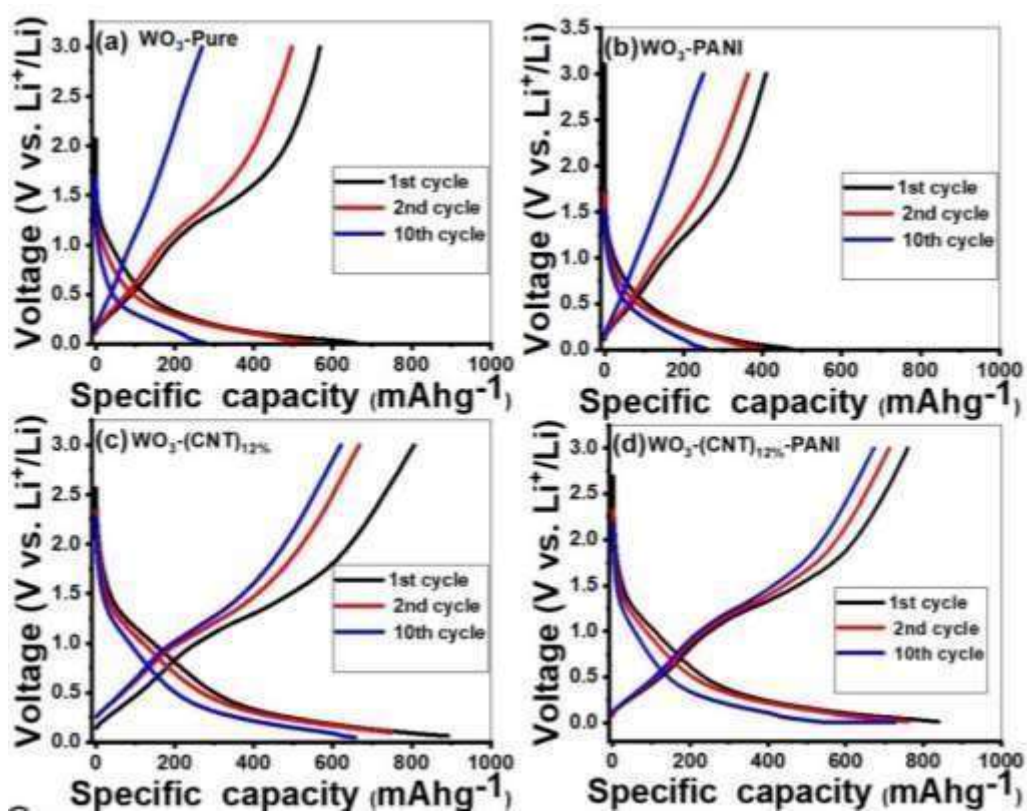 (a) WO₃-Pure
Voltage (V vs. Li⁺/Li)
3.0
2.5
2.0
1.5
1.0
0.5
0.0
1st cycle
2nd cycle
10th cycle
0 200 400 600 800 1000
Specific capacity (mAhg⁻¹)
(b) WO₃-PANI
Voltage (V vs. Li⁺/Li)
3.5
3.0
2.5
2.0
1.5
1.0
0.5
0.0
1st cycle
2nd cycle
10th cycle
0 200 400 600 800 1000
Specific capacity (mAhg⁻¹)
(c) WO₃-(CNT)₁₂%
Voltage (V vs. Li⁺/Li)
3.0
2.5
2.0
1.5
1.0
0.5
0.0
1st cycle
2nd cycle
10th cycle
0 200 400 600 800 1000
Specific capacity (mAhg⁻¹)
(d) WO₃-(CNT)₁₂%-PANI
Voltage (V vs. Li⁺/Li)
3.0
2.5
2.0
1.5
1.0
0.5
0.0
1st cycle
2nd cycle
10th cycle
0 200 400 600 800 1000
Specific capacity (mAhg⁻¹)